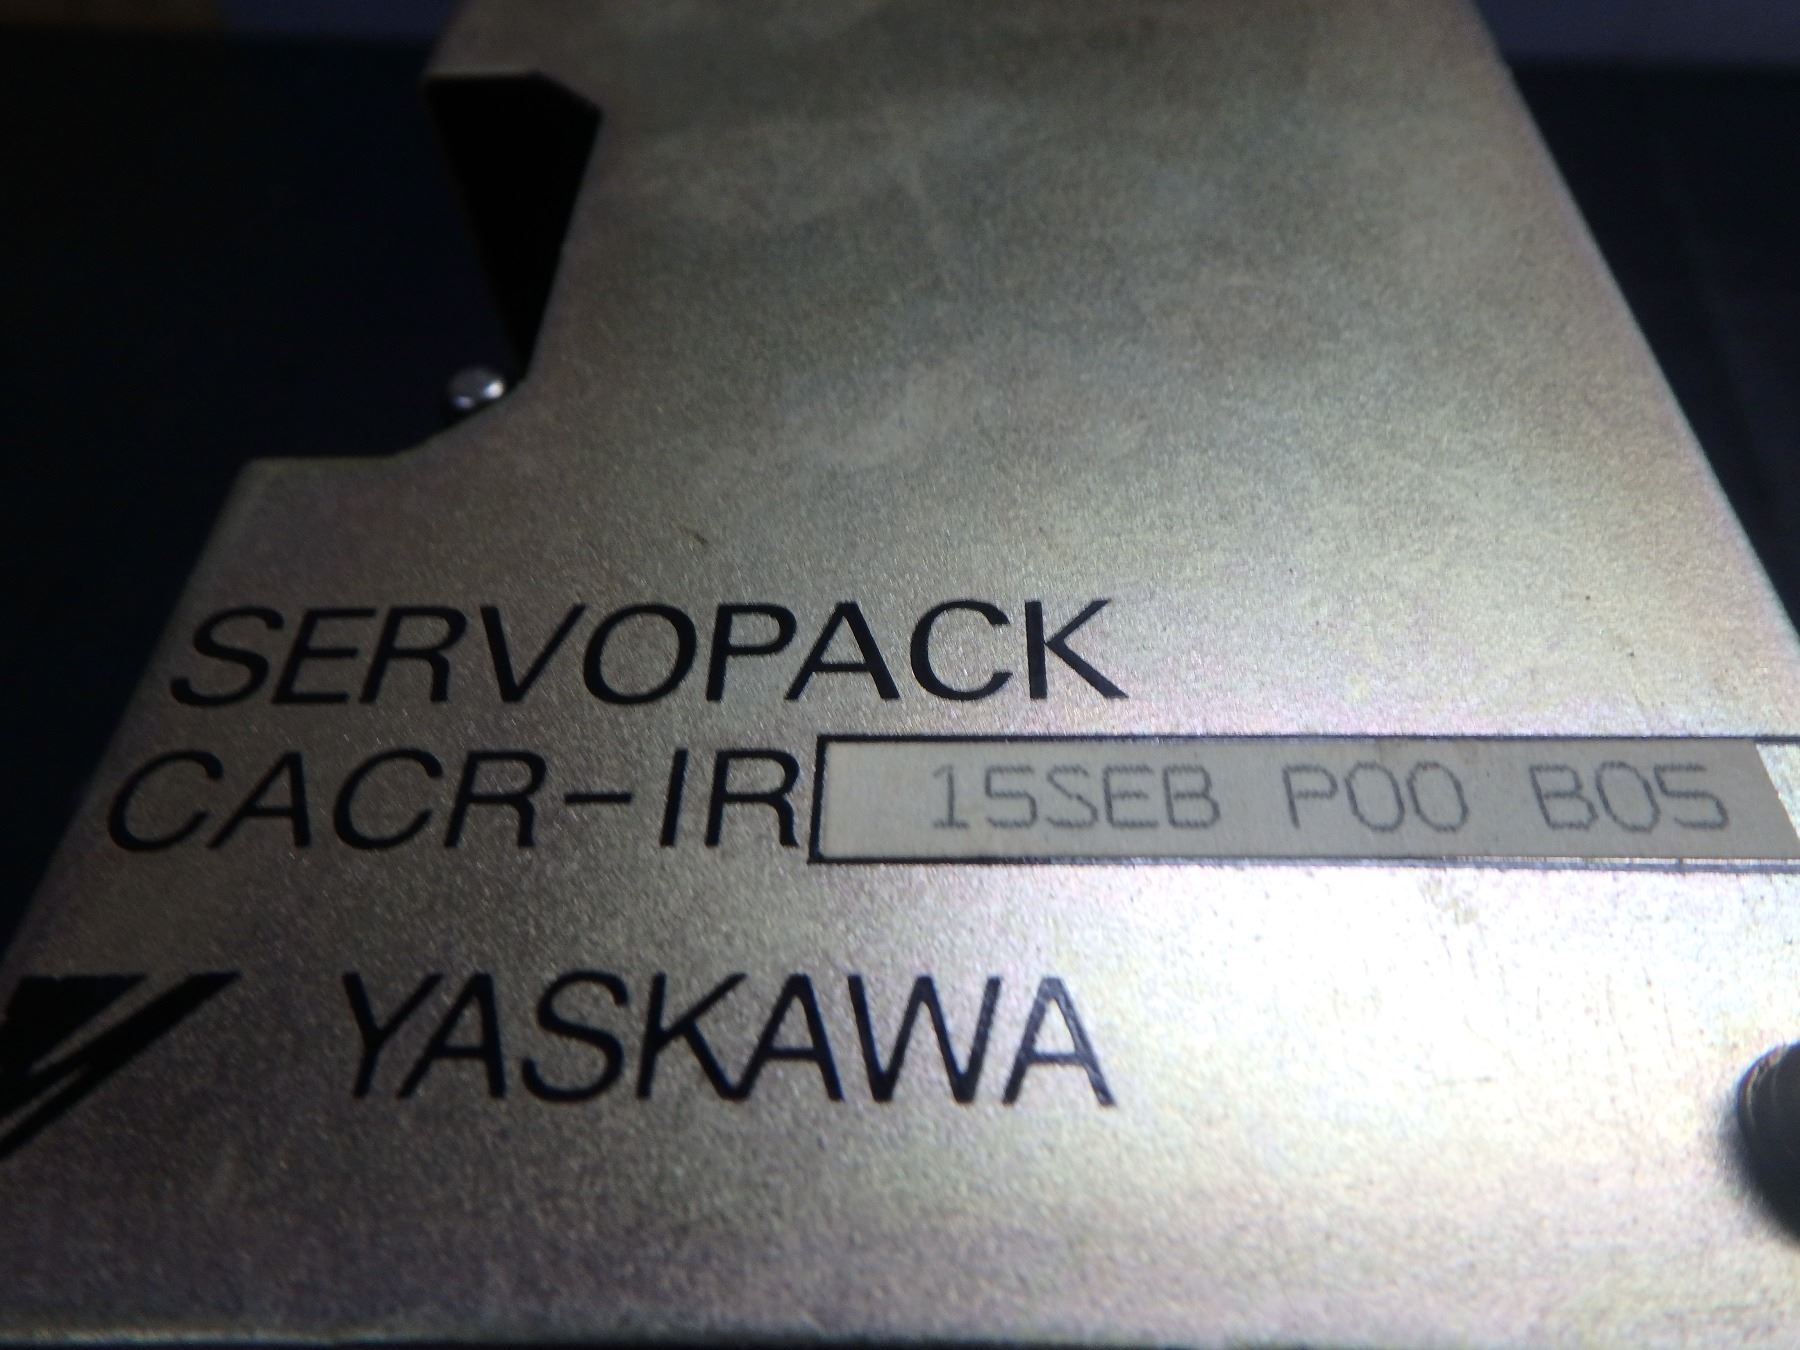 SERVOPACK
CACR-IR 15SEB P00 B05
YASKAWA